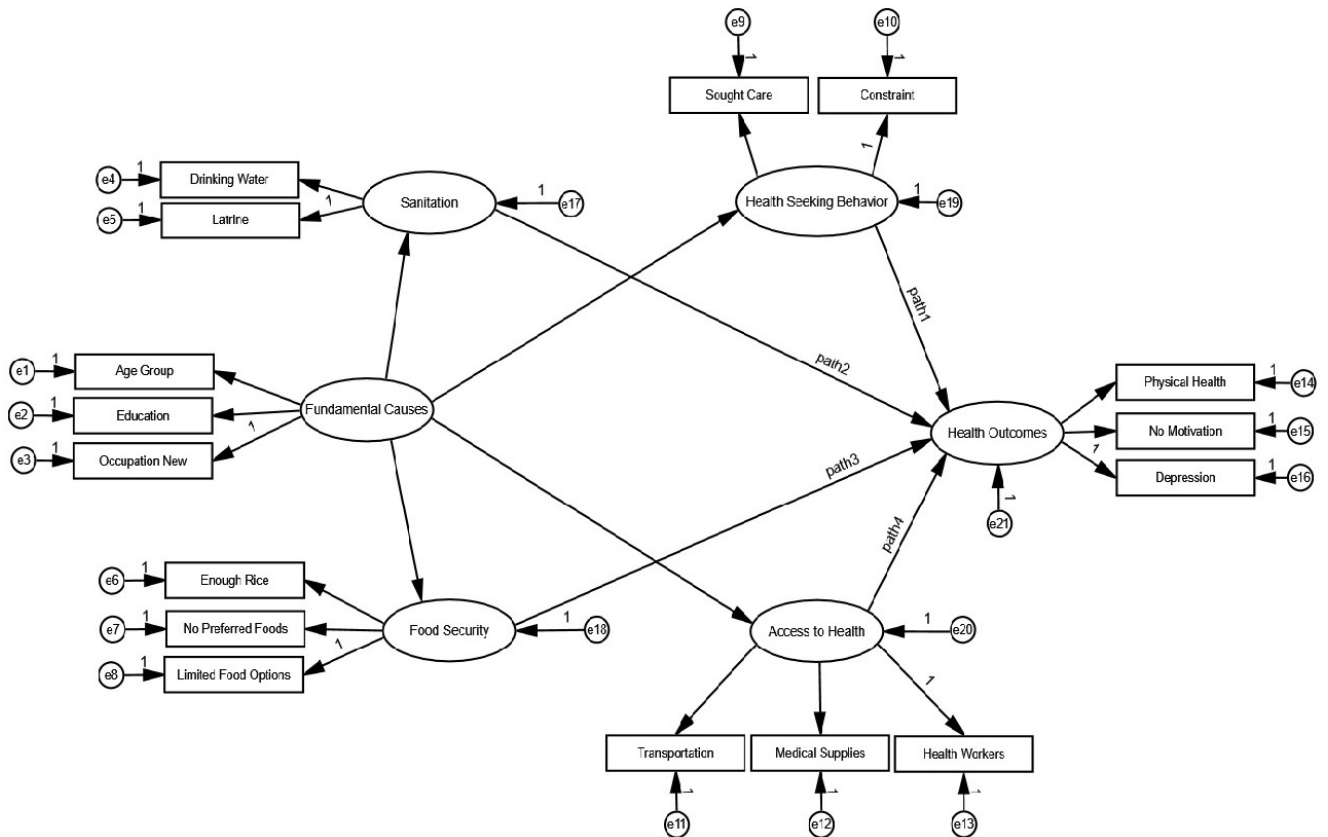 e9
e10
1
1
Sought Care
Constraint
1
e4
1
Drinking Water
e5
1
Latrine
1
Sanitation
1
e17
Health Seeking Behavior
1
e19
path1
path2
e1
1
Age Group
e2
1
Education
e3
1
Occupation New
1
Fundamental Causes
Health Outcomes
Physical Health
1
e14
No Motivation
1
e15
1
Depression
1
e16
1
e21
path3
path4
e6
1
Enough Rice
e7
1
No Preferred Foods
e8
1
Limited Food Options
1
Food Security
1
e18
Access to Health
1
e20
1
Transportation
Medical Supplies
Health Workers
1
1
1
e11
e12
e13